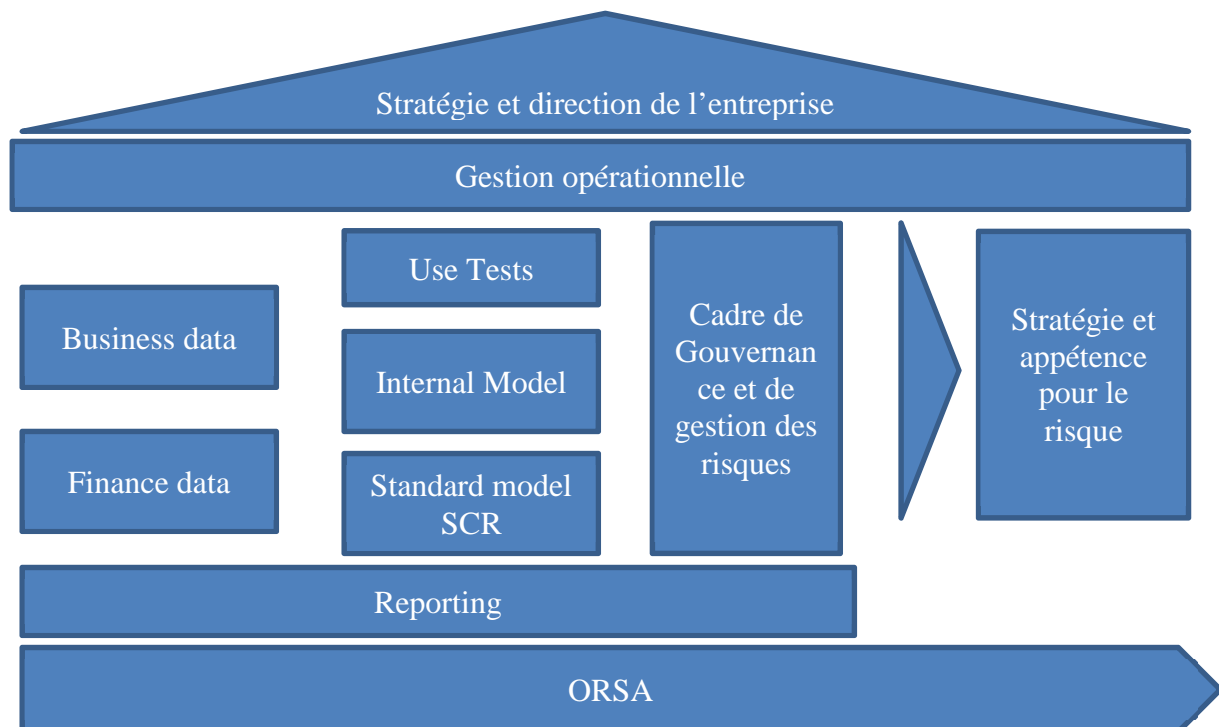 Stratégie et direction de l’entreprise
Gestion opérationnelle
Business data
Finance data
Use Tests
Internal Model
Standard model
SCR
Cadre de
Gouvernan
ce et de
gestion des
risques
Stratégie et
appétence
pour le
risque
Reporting
ORSA